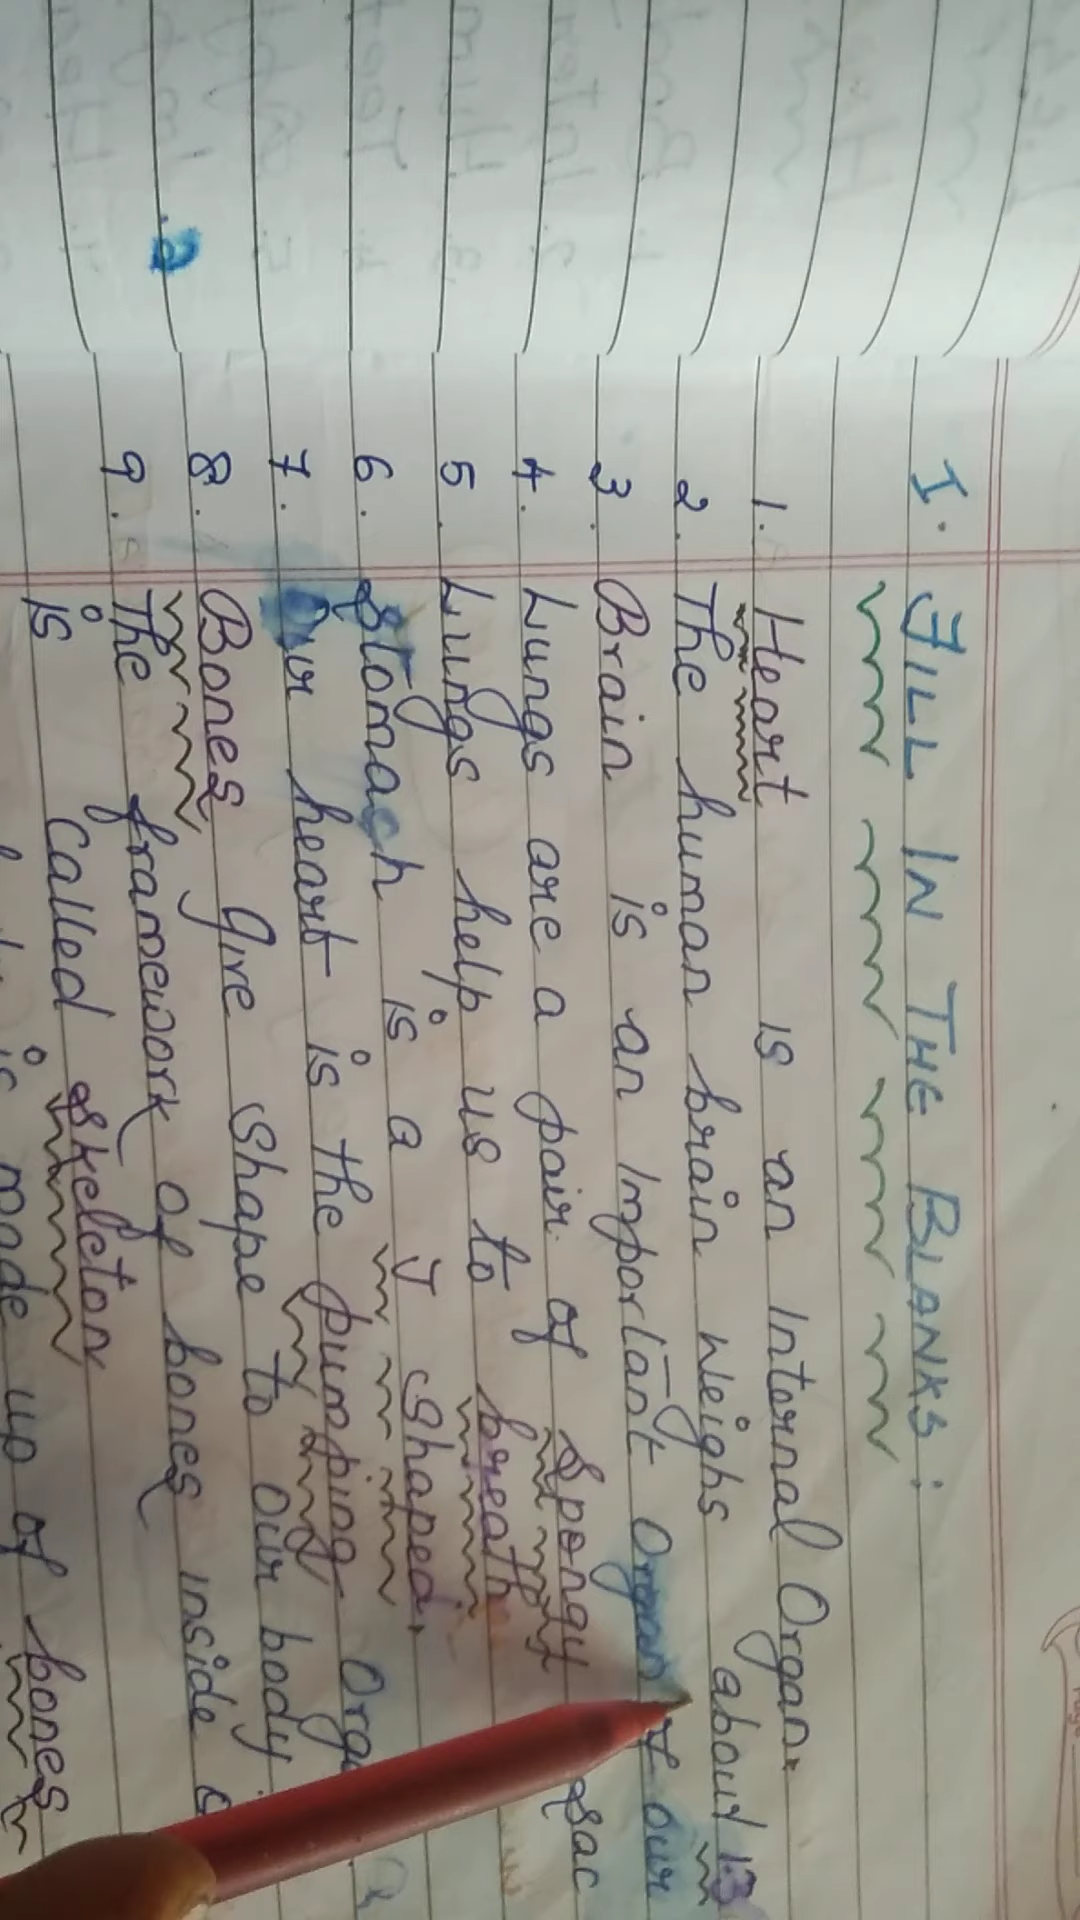 I. FILL IN THE BLANKS :
1. Heart is an Internal Organ.
2. The human brain weighs about 1.3
3. Brain is an Important Organ of our
4. Lungs are a pair of spongy sac
5. Lungs help us to breath
6. Stomach is a J shaped.
7. Our heart is the pumping
8. Bones give shape to our body
9. The framework of bones inside
is called skeleton
is made up of bones